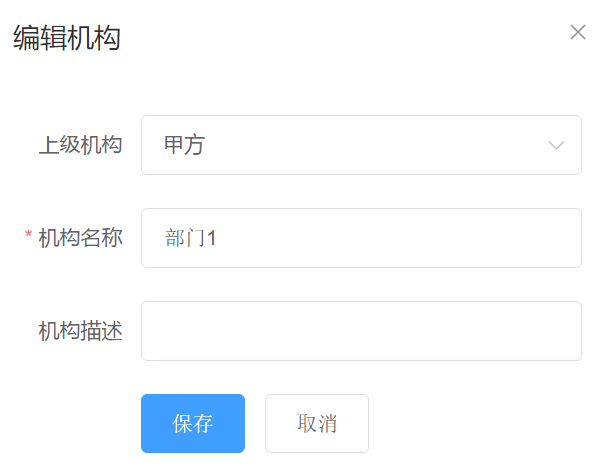 编辑机构
上级机构 甲方
* 机构名称 部门1
机构描述
保存 取消